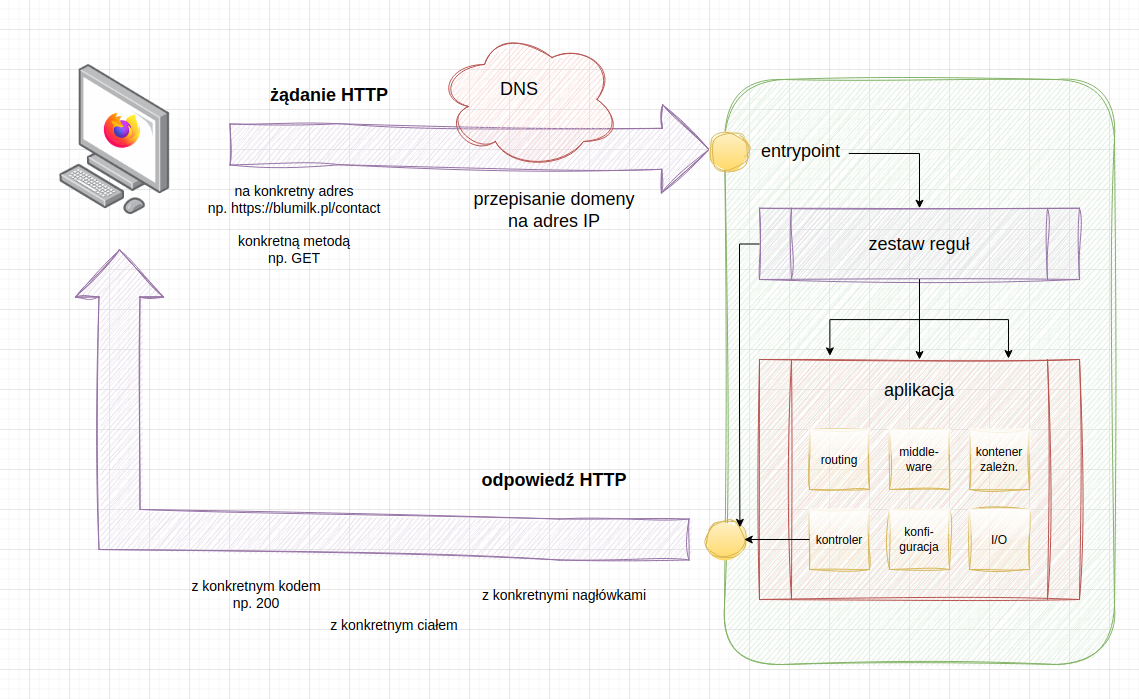 DNS
żądanie HTTP
entrypoint
na konkretny adres
np. https://blumilk.pl/contact
przepisanie domeny
na adres IP
konkretną metodą
np. GET
zestaw reguł
aplikacja
routing
middle-
ware
kontener
zależn.
odpowiedź HTTP
kontroler
konfi-
guracja
I/O
z konkretnym kodem
np. 200
z konkretnymi nagłówkami
z konkretnym ciałem